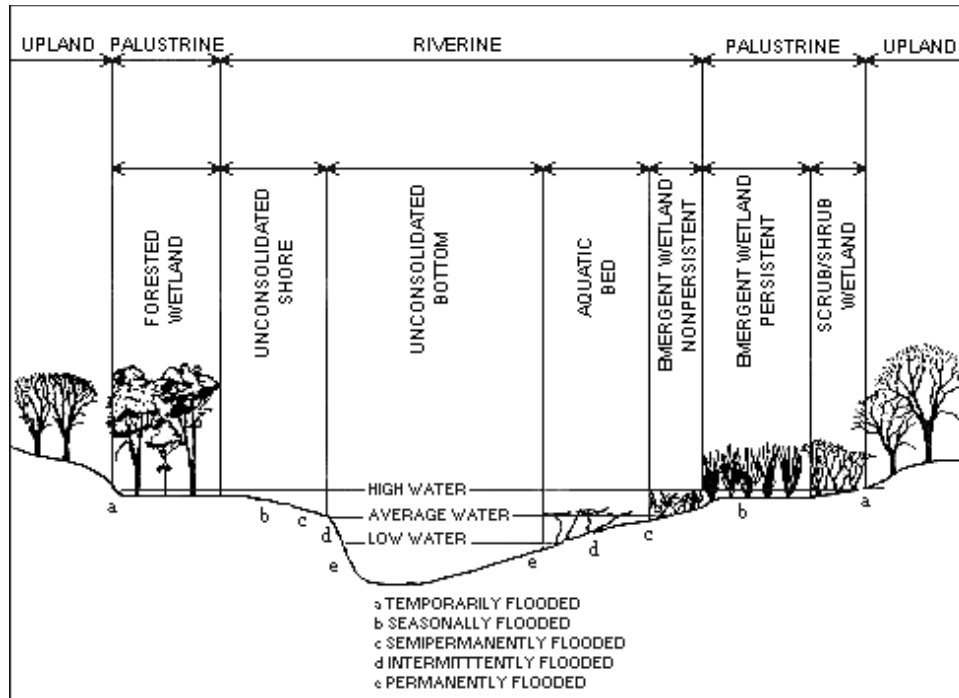 UPLAND PALUSTRINE RIVERINE PALUSTRINE UPLAND
FORESTED
WETLAND
UNCONSOLIDATED
SHORE
UNCONSOLIDATED
BOTTOM
AQUATIC
BED
EMERGENT WETLAND
NONPERSISTENT
EMERGENT WETLAND
PERSISTENT
SCRUB/SHRUB
WETLAND
HIGH WATER
AVERAGE WATER
LOW WATER
a b c d e e d c b a
a TEMPORARILY FLOODED
b SEASONALLY FLOODED
c SEMIPERMANENTLY FLOODED
d INTERMITTTENTLY FLOODED
e PERMANENTLY FLOODED